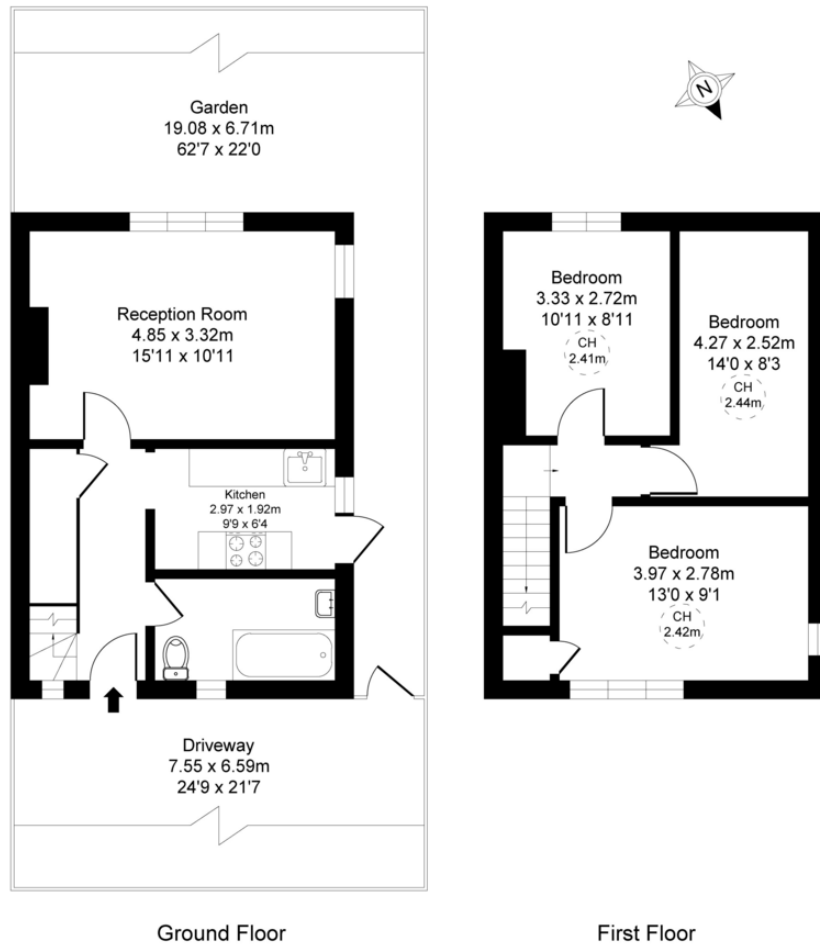 Garden
19.08 x 6.71m
62'7 x 22'0
N
Reception Room
4.85 x 3.32m
15'11 x 10'11
Kitchen
2.97 x 1.92m
9'9 x 6'4
Driveway
7.55 x 6.59m
24'9 x 21'7
Ground Floor
Bedroom
3.33 x 2.72m
10'11 x 8'11
CH
2.41m
Bedroom
4.27 x 2.52m
14'0 x 8'3
CH
2.44m
Bedroom
3.97 x 2.78m
13'0 x 9'1
CH
2.42m
First Floor